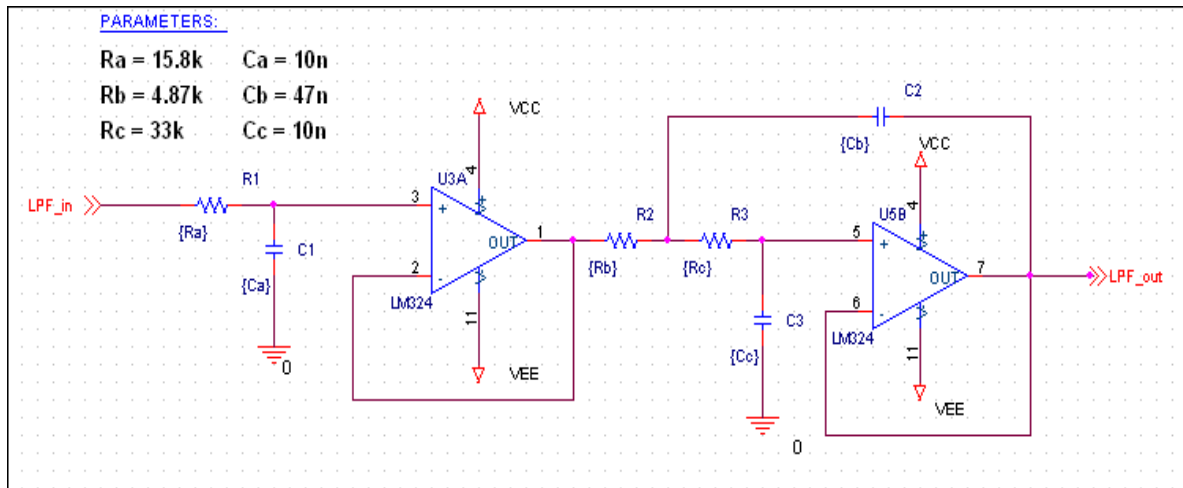 PARAMETERS:
Ra = 15.8k Ca = 10n
Rb = 4.87k Cb = 47n
Rc = 33k Cc = 10n
C2
{Cb}
VCC
VCC
4
4
U3A
U5B
R1
R2
R3
LPF_in
{Ra}
3
+
OUT
1
{Rb}
{Rc}
5
+
OUT
7
LPF_out
C1
{Ca}
2
-
LM324
11
VEE
0
C3
{Cc}
6
-
LM324
11
VEE
0